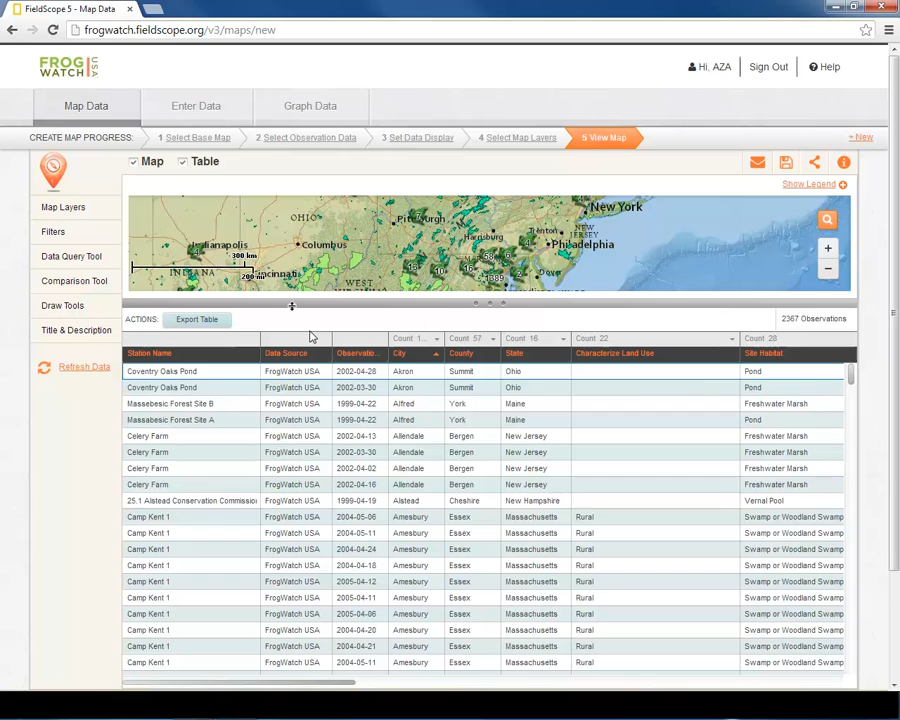 FieldScope 5 - Map Data
frogwatch.fieldscope.org/v3/maps/new
FROG WATCH USA
Hi, AZA Sign Out Help
Map Data Enter Data Graph Data
CREATE MAP PROGRESS: 1 Select Base Map 2 Select Observation Data 3 Set Data Display 4 Select Map Layers 5 View Map + New
Map Table
Show Legend
Map Layers
Filters
Data Query Tool
Comparison Tool
Draw Tools
Title & Description
Refresh Data
New York
OHIO
Pittsburgh
NEW JERSEY
Indianapolis
Columbus
Harrisburg
Trenton
Philadelphia
300 km
200 mi
INDIANA
Cincinnati
WEST
Dover
ACTIONS: Export Table 2367 Observations
Count 1... Count 57 Count 16 Count 22 Count 28
Station Name Data Source Observatio... City County State Characterize Land Use Site Habitat
Coventry Oaks Pond FrogWatch USA 2002-04-28 Akron Summit Ohio Pond
Coventry Oaks Pond FrogWatch USA 2002-03-30 Akron Summit Ohio Pond
Massabesic Forest Site B FrogWatch USA 1999-04-22 Alfred York Maine Freshwater Marsh
Massabesic Forest Site A FrogWatch USA 1999-04-22 Alfred York Maine Pond
Celery Farm FrogWatch USA 2002-04-13 Allendale Bergen New Jersey Freshwater Marsh
Celery Farm FrogWatch USA 2002-03-30 Allendale Bergen New Jersey Freshwater Marsh
Celery Farm FrogWatch USA 2002-04-02 Allendale Bergen New Jersey Freshwater Marsh
Celery Farm FrogWatch USA 2002-04-16 Allendale Bergen New Jersey Freshwater Marsh
25.1 Alstead Conservation Commissio FrogWatch USA 1999-04-19 Alstead Cheshire New Hampshire Vernal Pool
Camp Kent 1 FrogWatch USA 2004-05-06 Amesbury Essex Massachusetts Rural Swamp or Woodland Swamp
Camp Kent 1 FrogWatch USA 2004-05-11 Amesbury Essex Massachusetts Rural Swamp or Woodland Swamp
Camp Kent 1 FrogWatch USA 2004-04-24 Amesbury Essex Massachusetts Rural Swamp or Woodland Swamp
Camp Kent 1 FrogWatch USA 2004-04-18 Amesbury Essex Massachusetts Rural Swamp or Woodland Swamp
Camp Kent 1 FrogWatch USA 2005-04-12 Amesbury Essex Massachusetts Rural Swamp or Woodland Swamp
Camp Kent 1 FrogWatch USA 2005-04-11 Amesbury Essex Massachusetts Rural Swamp or Woodland Swamp
Camp Kent 1 FrogWatch USA 2005-04-06 Amesbury Essex Massachusetts Rural Swamp or Woodland Swamp
Camp Kent 1 FrogWatch USA 2004-04-20 Amesbury Essex Massachusetts Rural Swamp or Woodland Swamp
Camp Kent 1 FrogWatch USA 2004-04-21 Amesbury Essex Massachusetts Rural Swamp or Woodland Swamp
Camp Kent 1 FrogWatch USA 2004-05-11 Amesbury Essex Massachusetts Rural Swamp or Woodland Swamp